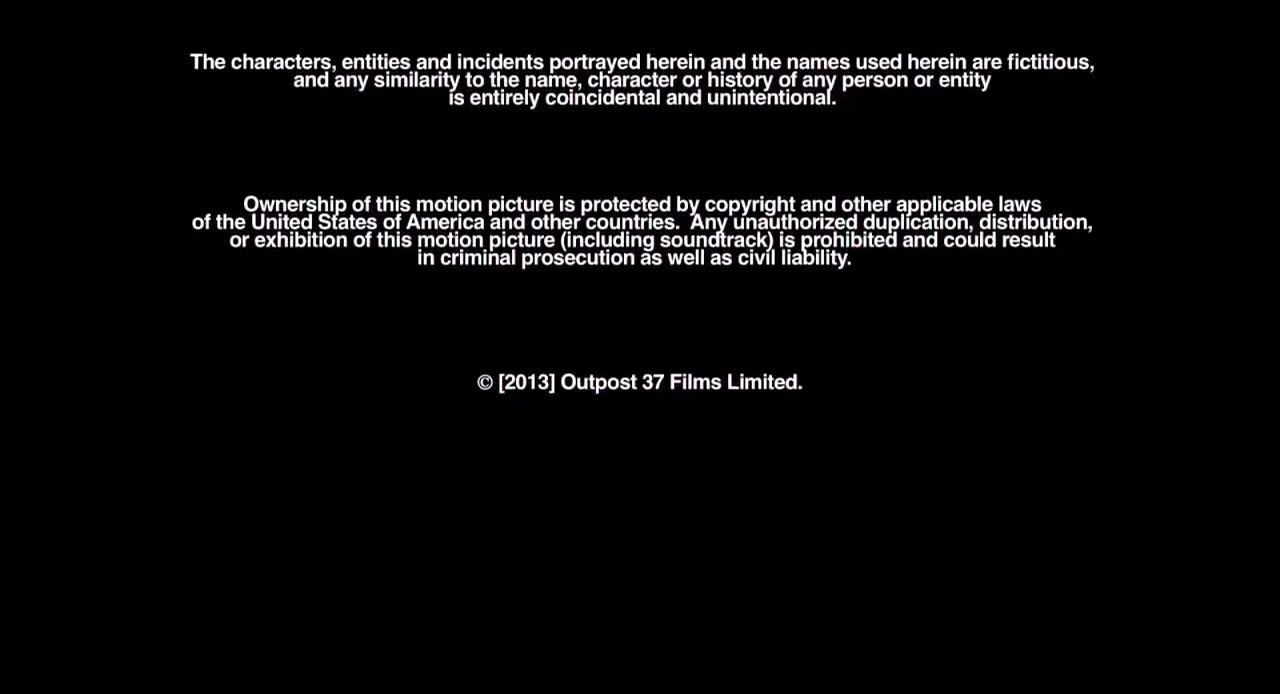 The characters, entities and incidents portrayed herein and the names used herein are fictitious,
and any similarity to the name, character or history of any person or entity
is entirely coincidental and unintentional.
Ownership of this motion picture is protected by copyright and other applicable laws
of the United States of America and other countries.  Any unauthorized duplication, distribution,
or exhibition of this motion picture (including soundtrack) is prohibited and could result
in criminal prosecution as well as civil liability.
© [2013] Outpost 37 Films Limited.